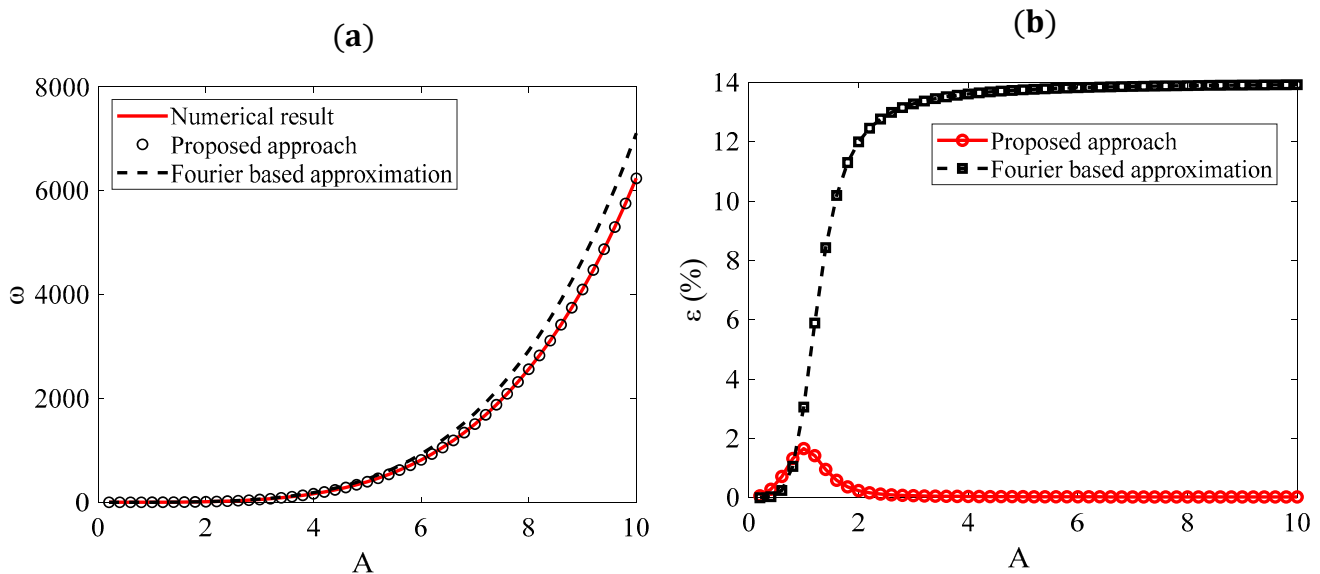 (a)
8000
6000
4000
2000
0
ω
Numerical result
Proposed approach
Fourier based approximation
0 2 4 6 8 10
A
(b)
14
12
10
8
6
4
2
0
ε (%)
Proposed approach
Fourier based approximation
0 2 4 6 8 10
A